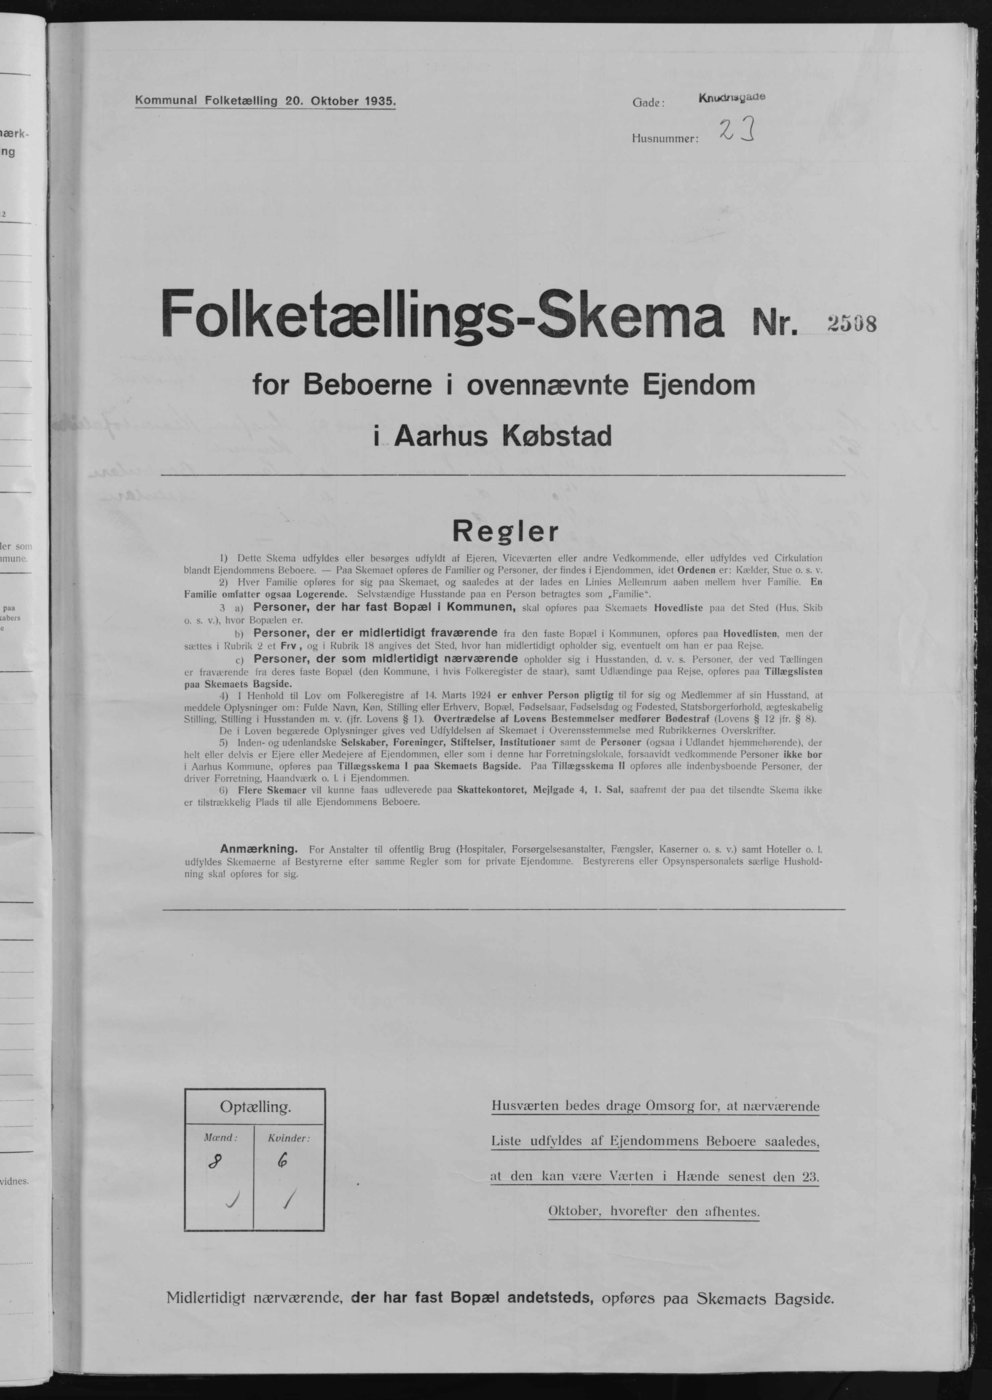 Kommunal Folketælling 20. Oktober 1935.
Gade: Knudrisgade
Husnummer: 23
Folketællings-Skema Nr. 2508
for Beboerne i ovennævnte Ejendom
i Aarhus Købstad
Regler
1) Dette Skema udfyldes eller besørges udfyldt af Ejeren, Viceværten eller andre Vedkommende, eller udfyldes ved Cirkulation
blandt Ejendommens Beboere. — Paa Skemaet opføres de Familier og Personer, der findes i Ejendommen, idet Ordenen er: Kælder, Stue o. s. v.
2) Hver Familie opføres for sig paa Skemaet, og saaledes at der lades en Linies Mellemrum aaben mellem hver Familie. En
Familie omfatter ogsaa Logerende. Selvstændige Husstande paa en Person betragtes som „Familie“.
3 a) Personer, der har fast Bopæl i Kommunen, skal opføres paa Skemaets Hovedliste paa det Sted (Hus, Skib
o. s. v.), hvor Bopælen er.
b) Personer, der er midlertidigt fraværende fra den faste Bopæl i Kommunen, opføres paa Hovedlisten, men der
sættes i Rubrik 2 et Frv., og i Rubrik 18 angives det Sted, hvor han midlertidigt opholder sig, eventuelt om han er paa Rejse.
c) Personer, der som midlertidigt nærværende opholder sig i Husstanden, d. v. s. Personer, der ved Tællingen
er fraværende fra deres faste Bopæl (den Kommune, i hvis Folkeregister de staar), samt Udlændinge paa Rejse, opføres paa Tillægslisten
paa Skemaets Bagside.
4) I Henhold til Lov om Folkeregistre af 14. Marts 1924 er enhver Person pligtig til for sig og Medlemmer af sin Husstand, at
meddele Oplysninger om: Fulde Navn, Køn, Stilling eller Erhverv, Bopæl, Fødselsaar, Fødselsdag og Fødested, Statsborgerforhold, ægteskabelig
Stilling, Stilling i Husstanden m. v. (jfr. Lovens § 1). Overtrædelse af Lovens Bestemmelser medfører Bødestraf (Lovens § 12 jfr. § 8).
De i Loven begærede Oplysninger gives ved Udfyldelsen af Skemaet i Overensstemmelse med Rubrikkernes Overskrifter.
5) Inden- og udenlandske Selskaber, Foreninger, Stiftelser, Institutioner samt de Personer (ogsaa i Udlandet hjemmehørende), der
helt eller delvis er Ejere eller Medejere af Ejendommen, eller som i denne har Forretningslokale, forsaavidt vedkommende Personer ikke bor
i Aarhus Kommune, opføres paa Tillægsskema I paa Skemaets Bagside. Paa Tillægsskema II opføres alle indenbysboende Personer, der
driver Forretning, Haandværk o. l. i Ejendommen.
6) Flere Skemaer vil kunne faas udleverede paa Skattekontoret, Mejlgade 4, 1. Sal, saafremt der paa det tilsendte Skema ikke
er tilstrækkelig Plads til alle Ejendommens Beboere.
Anmærkning. For Anstalter til offentlig Brug (Hospitaler, Forsørgelsesanstalter, Fængsler, Kaserner o. s. v.) samt Hoteller o. l.
udfyldes Skemaerne af Bestyrerne efter samme Regler som for private Ejendomme. Bestyrerens eller Opsynspersonalets særlige Hushold-
ning skal opføres for sig.
Optælling.
Mænd: Kvinder:
8 6
Husværten bedes drage Omsorg for, at nærværende
Liste udfyldes af Ejendommens Beboere saaledes,
at den kan være Værten i Hænde senest den 23.
Oktober, hvorefter den afhentes.
Midlertidigt nærværende, der har fast Bopæl andetsteds, opføres paa Skemaets Bagside.